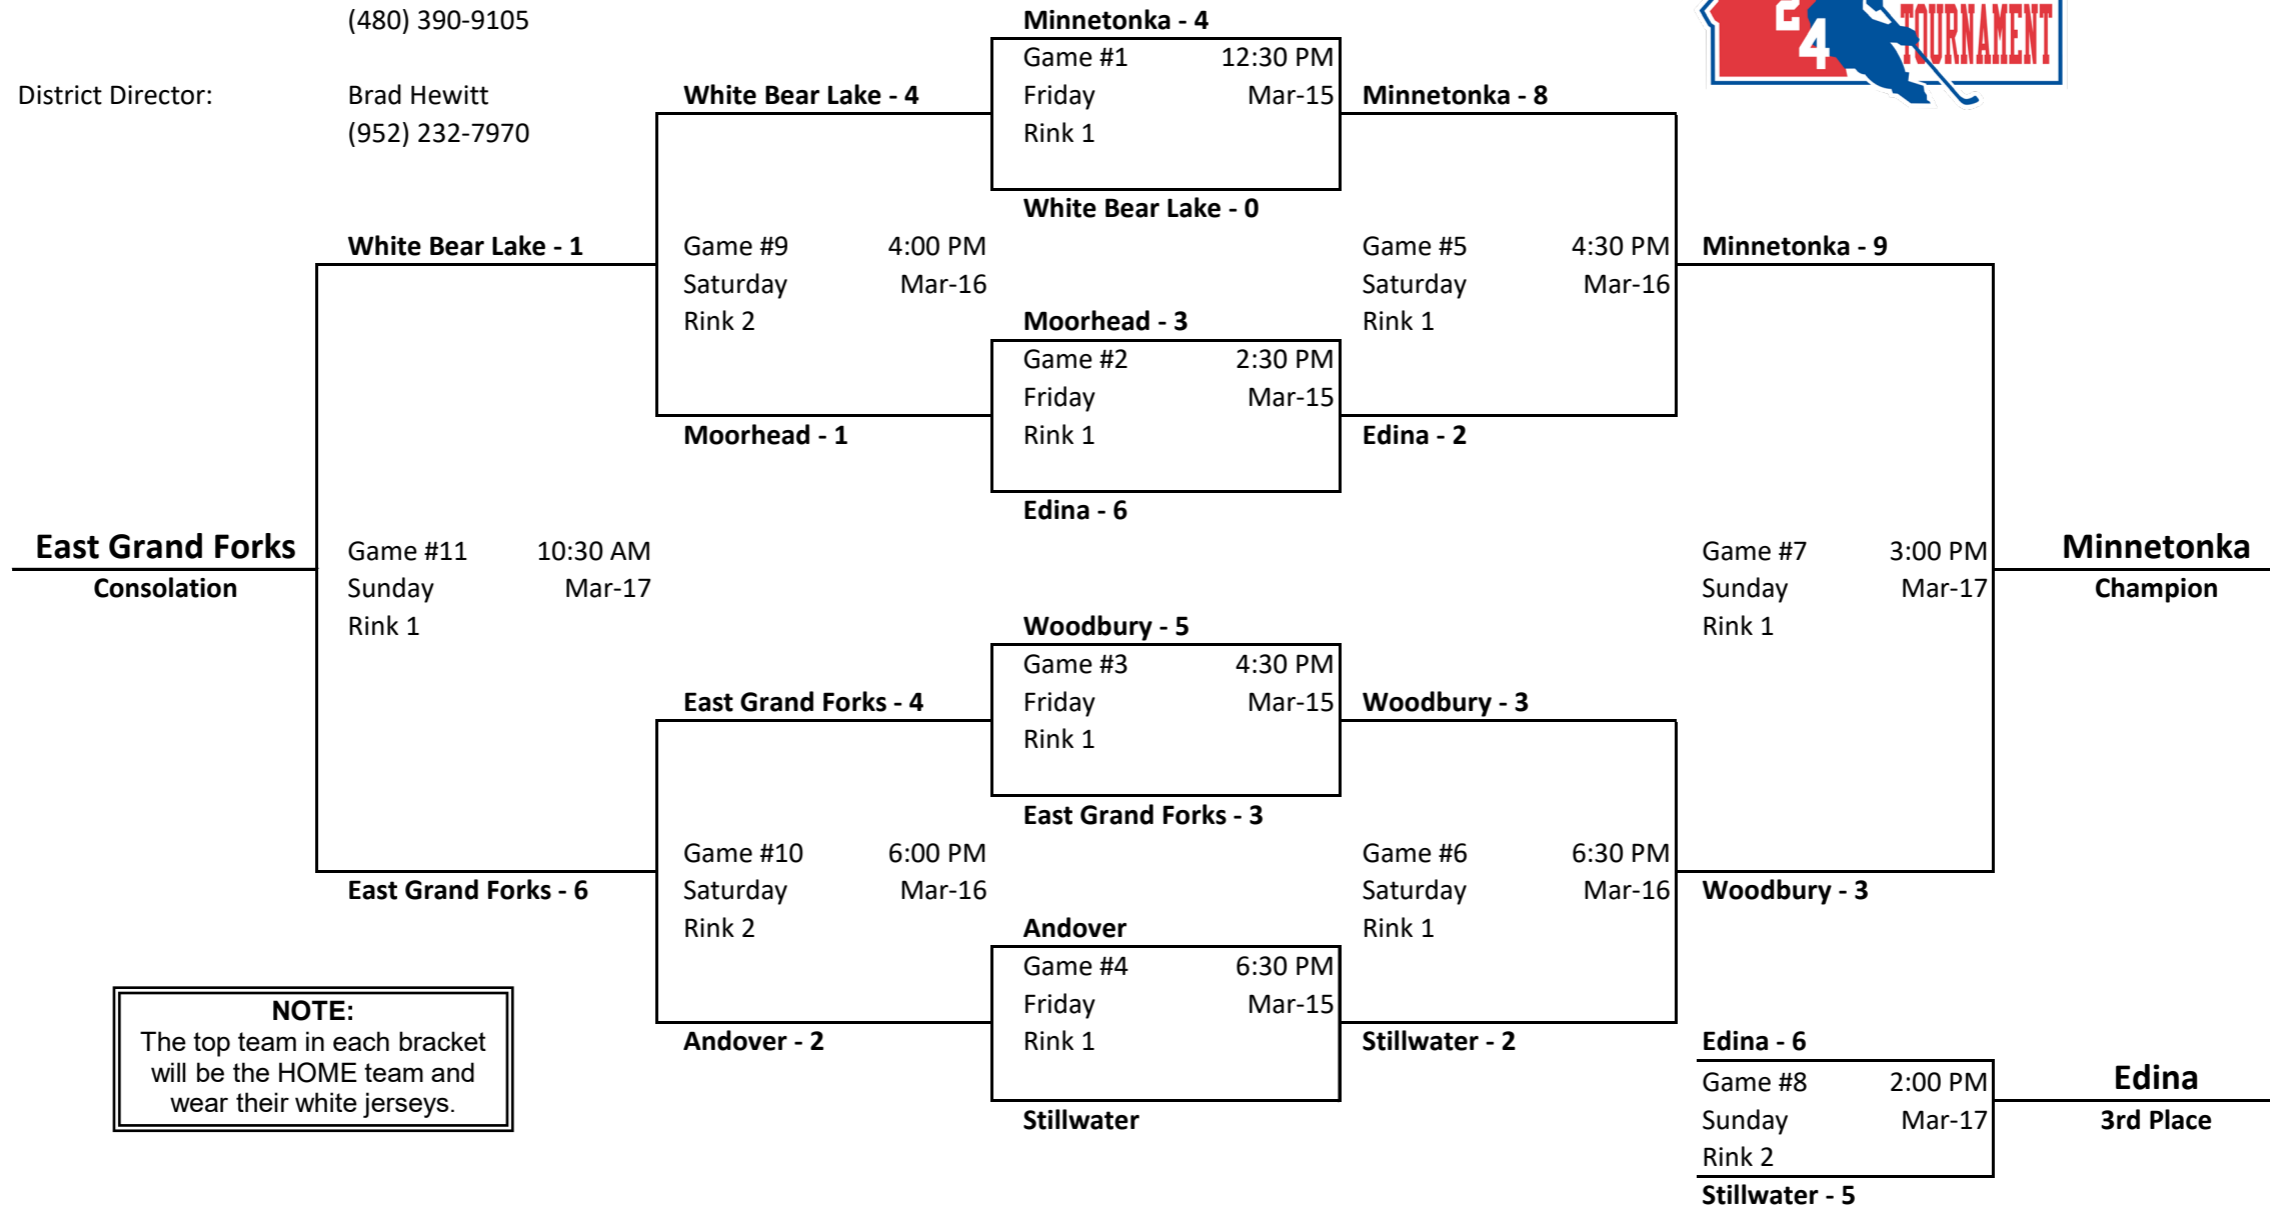 (480) 390-9105
District Director: Brad Hewitt
(952) 232-7970
24
TOURNAMENT
Minnetonka - 4
Game #1 12:30 PM
Friday Mar-15
Rink 1
White Bear Lake - 0
White Bear Lake - 4
Game #9 4:00 PM
Saturday Mar-16
Rink 2
Moorhead - 1
Minnetonka - 8
Game #5 4:30 PM
Saturday Mar-16
Rink 1
Edina - 2
Moorhead - 3
Game #2 2:30 PM
Friday Mar-15
Rink 1
Edina - 6
White Bear Lake - 1
Game #11 10:30 AM
Sunday Mar-17
Rink 1
East Grand Forks - 6
East Grand Forks
Consolation
Minnetonka - 9
Game #7 3:00 PM
Sunday Mar-17
Rink 1
Woodbury - 3
Minnetonka
Champion
Woodbury - 5
Game #3 4:30 PM
Friday Mar-15
Rink 1
East Grand Forks - 3
East Grand Forks - 4
Game #10 6:00 PM
Saturday Mar-16
Rink 2
Andover - 2
Woodbury - 3
Game #6 6:30 PM
Saturday Mar-16
Rink 1
Stillwater - 2
Andover
Game #4 6:30 PM
Friday Mar-15
Rink 1
Stillwater
NOTE:
The top team in each bracket
will be the HOME team and
wear their white jerseys.
Edina - 6
Game #8 2:00 PM
Sunday Mar-17
Rink 2
Stillwater - 5
Edina
3rd Place